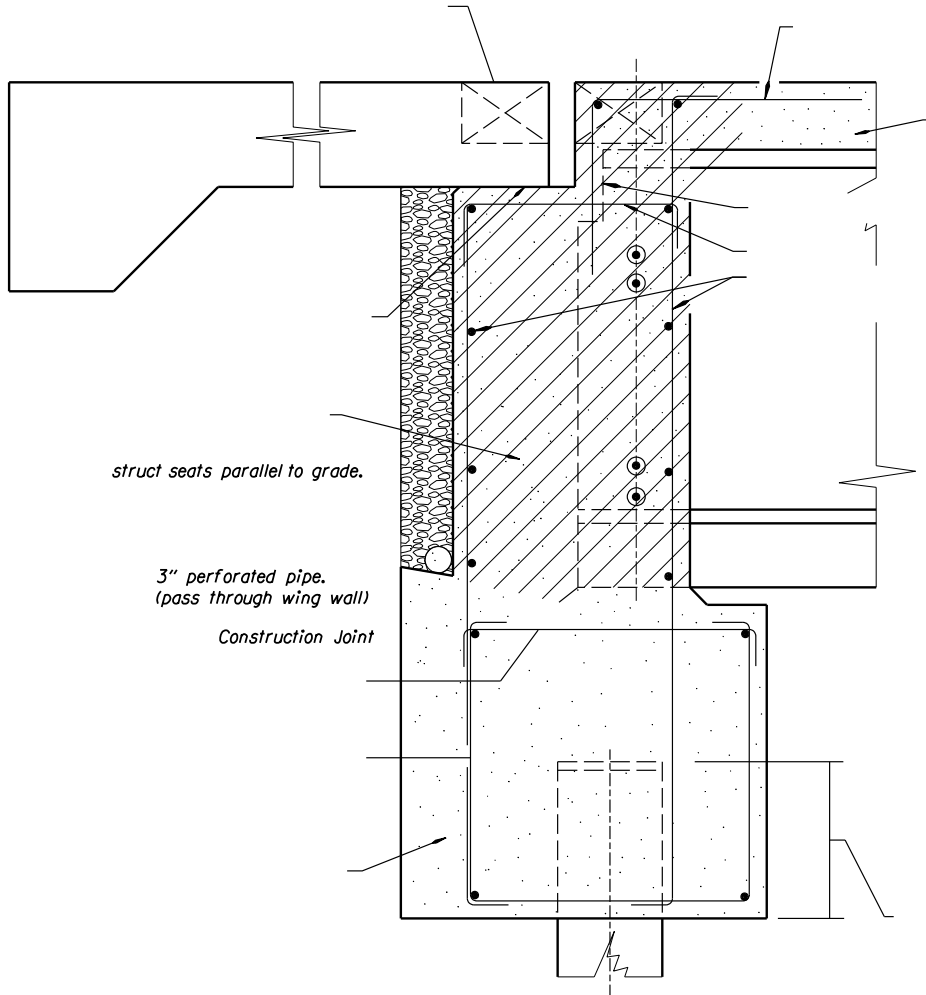 struct seats parallel to grade.
3" perforated pipe.
(pass through wing wall)
Construction Joint